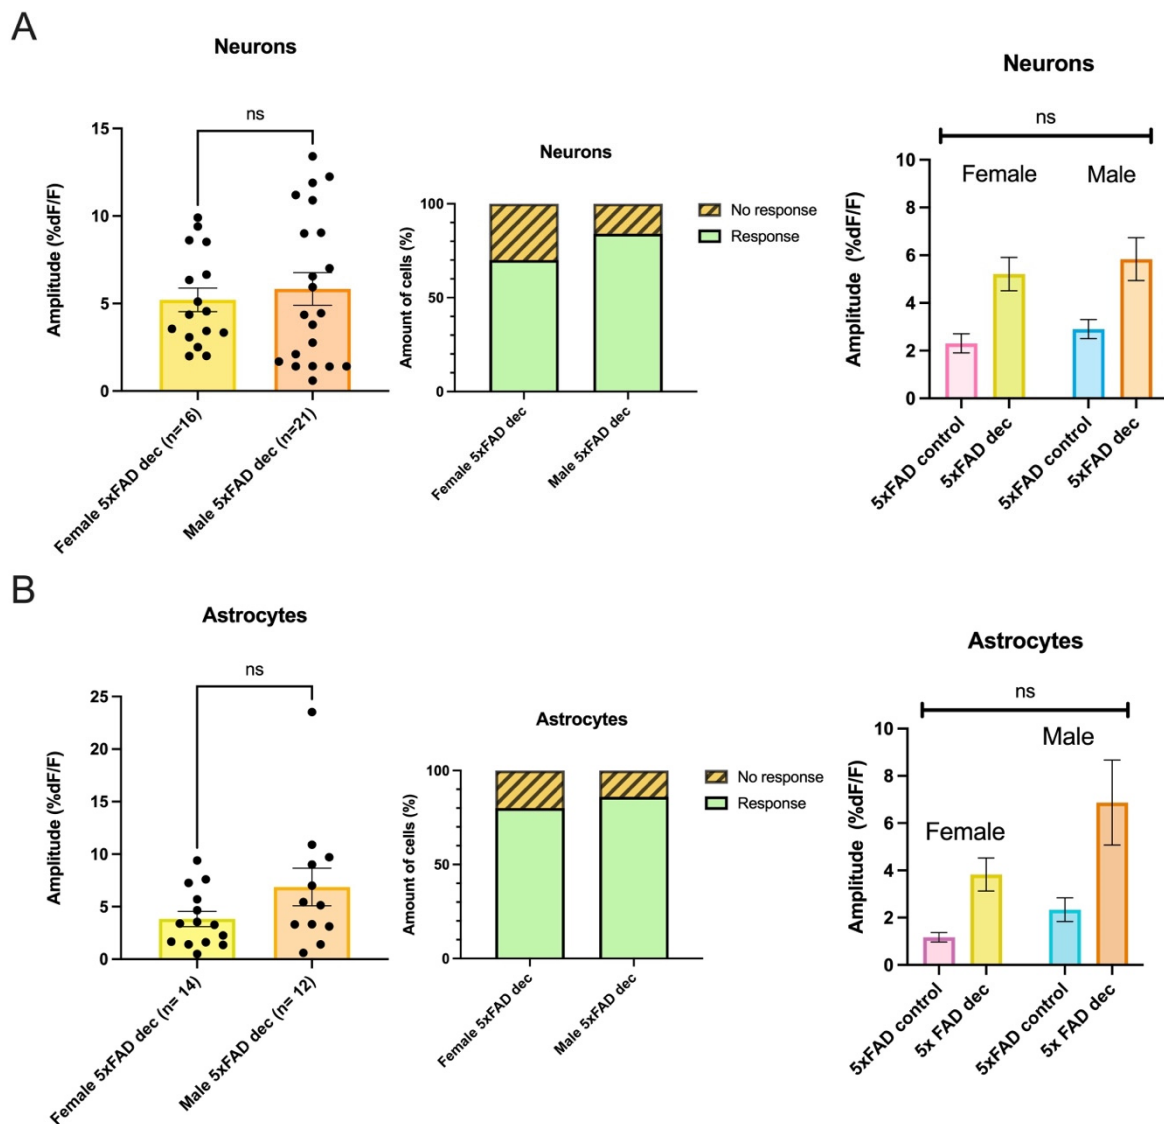 A
Neurons
ns
15
10
5
0
Amplitude (%dF/F)
Female 5xFAD dec (n=16)
Male 5xFAD dec (n=21)
Neurons
100
50
0
Amount of cells (%)
Female 5xFAD dec
Male 5xFAD dec
No response
Response
Neurons
ns
Female
Male
10
8
6
4
2
0
Amplitude (%dF/F)
5xFAD control
5xFAD dec
5xFAD control
5xFAD dec
B
Astrocytes
ns
25
20
15
10
5
0
Amplitude (%dF/F)
Female 5xFAD dec (n= 14)
Male 5xFAD dec (n= 12)
Astrocytes
100
50
0
Amount of cells (%)
Female 5xFAD dec
Male 5xFAD dec
No response
Response
Astrocytes
ns
Male
Female
10
8
6
4
2
0
Amplitude (%dF/F)
5xFAD control
5x FAD dec
5xFAD control
5x FAD dec